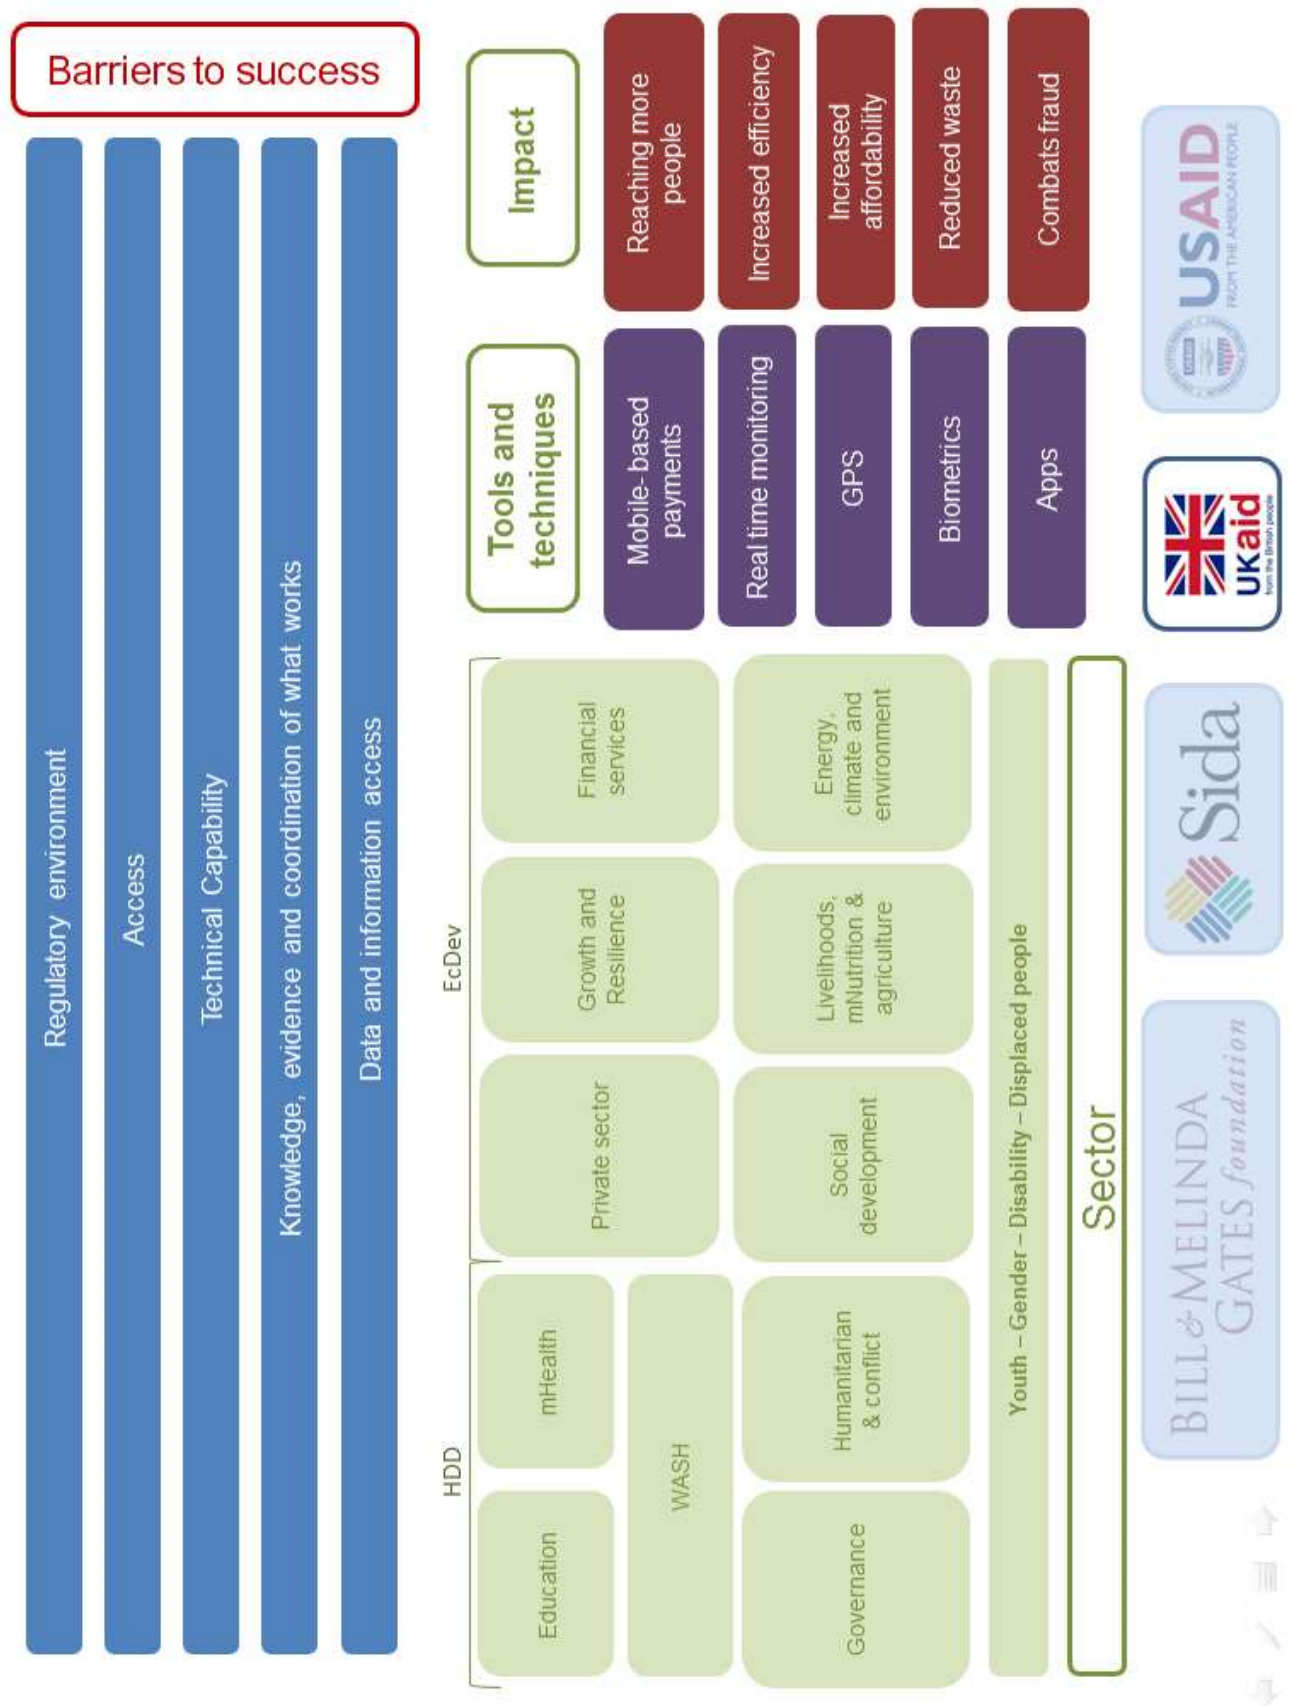 Barriers to success
Regulatory environment
Access
Technical Capability
Knowledge, evidence and coordination of what works
Data and information access
HDD
EcDev
Education
mHealth
WASH
Governance
Humanitarian
& conflict
Private sector
Growth and
Resilience
Financial
services
Social
development
Livelihoods,
mNutrition &
agriculture
Energy,
climate and
environment
Youth – Gender – Disability – Displaced people
Sector
Tools and
techniques
Mobile- based
payments
Real time monitoring
GPS
Biometrics
Apps
Impact
Reaching more
people
Increased efficiency
Increased
affordability
Reduced waste
Combats fraud
BILL & MELINDA
GATES foundation
Sida
UKaid
from the British people
USAID
FROM THE AMERICAN PEOPLE